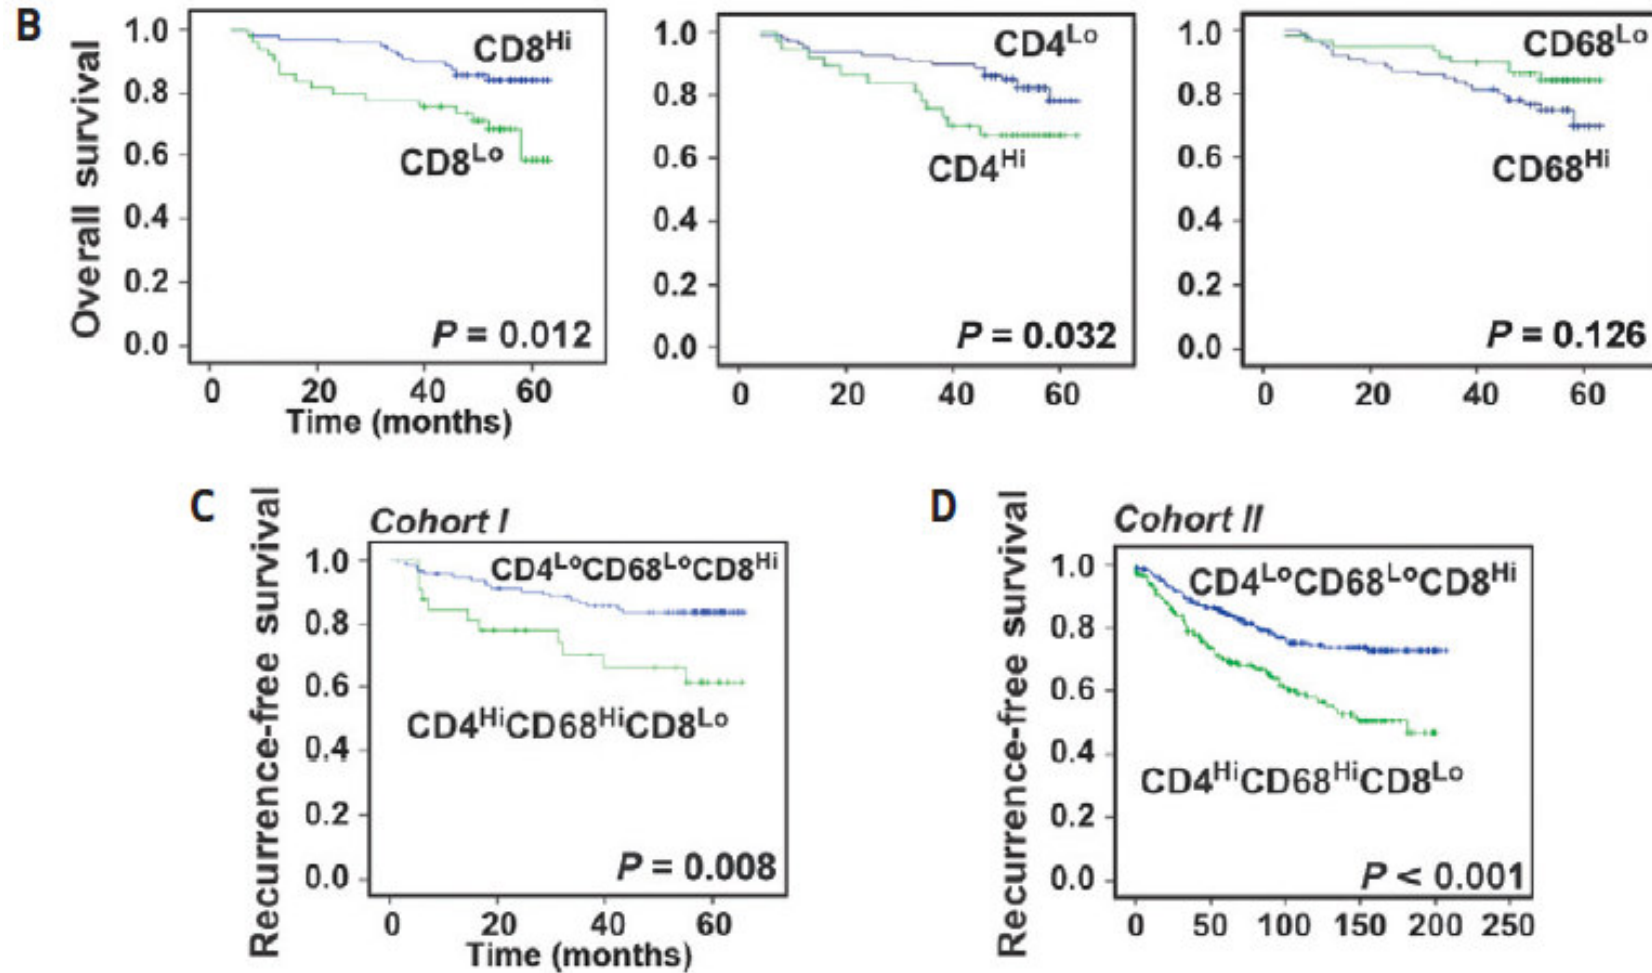 B
Overall survival
1.0
0.8
0.6
0.4
0.2
0.0
CD8Hi
CD8Lo
P = 0.012
0 20 40 60
Time (months)
1.0
0.8
0.6
0.4
0.2
0.0
CD4Lo
CD4Hi
P = 0.032
0 20 40 60
1.0
0.8
0.6
0.4
0.2
0.0
CD68Lo
CD68Hi
P = 0.126
0 20 40 60
C
Cohort I
Recurrence-free survival
1.0
0.8
0.6
0.4
0.2
0.0
CD4LoCD68LoCD8Hi
CD4HiCD68HiCD8Lo
P = 0.008
0 20 40 60
Time (months)
D
Cohort II
Recurrence-free survival
1.0
0.8
0.6
0.4
0.2
0.0
CD4LoCD68LoCD8Hi
CD4HiCD68HiCD8Lo
P < 0.001
0 50 100 150 200 250